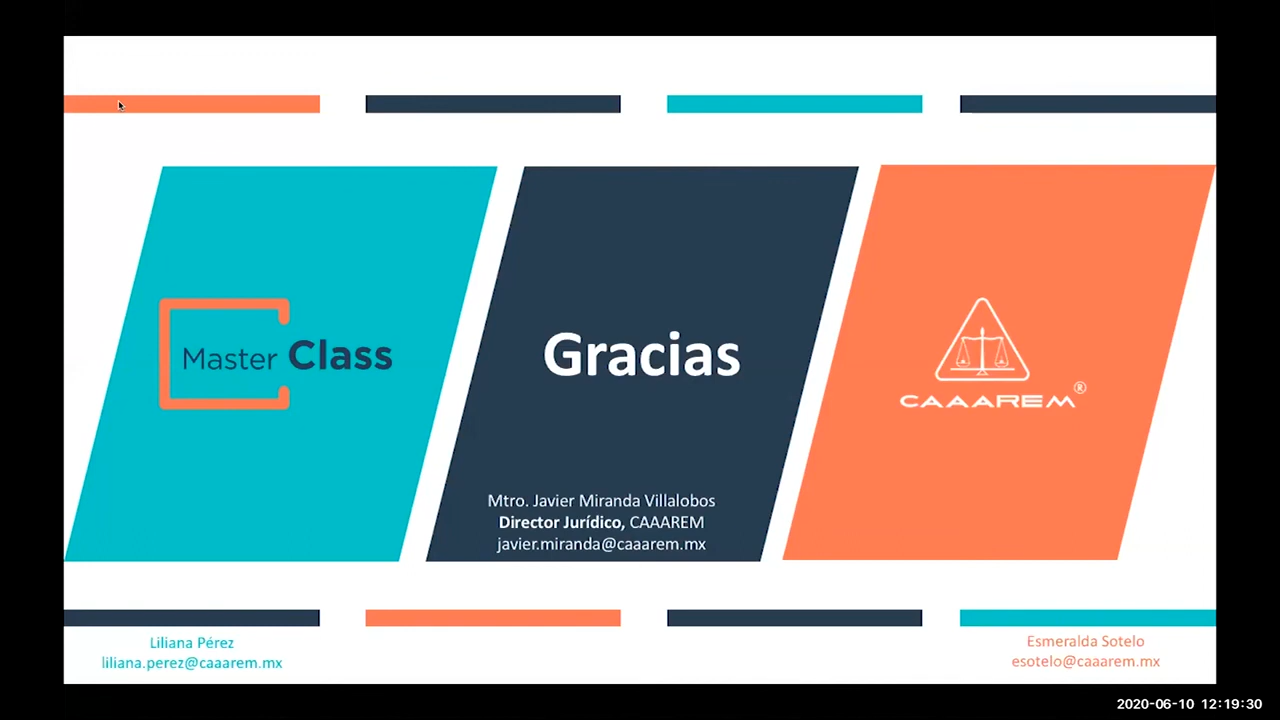 Master Class
Gracias
CAAAREM®
Mtro. Javier Miranda Villalobos
Director Jurídico, CAAAREM
javier.miranda@caaarem.mx
Liliana Pérez
liliana.perez@caaarem.mx
Esmeralda Sotelo
esotelo@caaarem.mx
2020-06-10 12:19:30